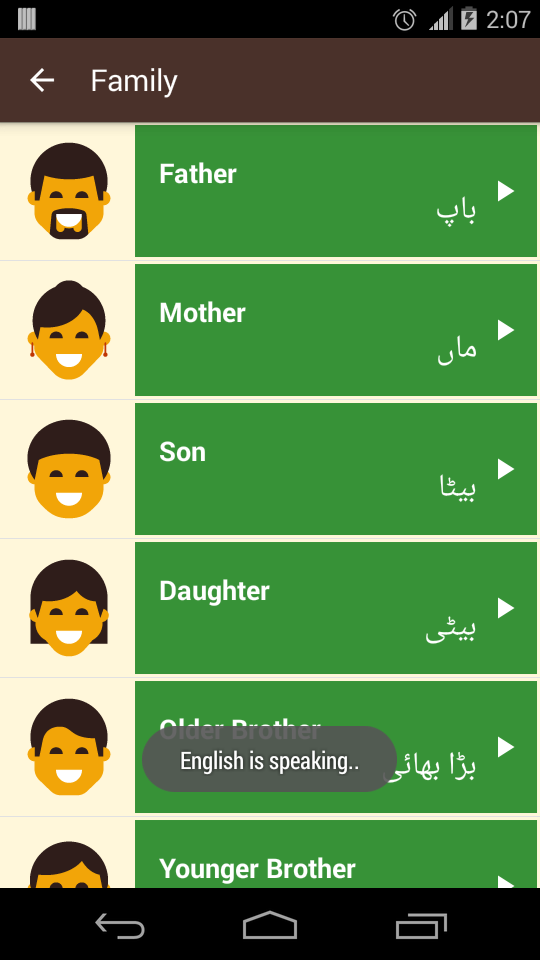 2:07
Family
Father
باپ
Mother
ماں
Son
بیٹا
Daughter
بیٹی
Older Brother
English is speaking..
بڑا بھائی
Younger Brother